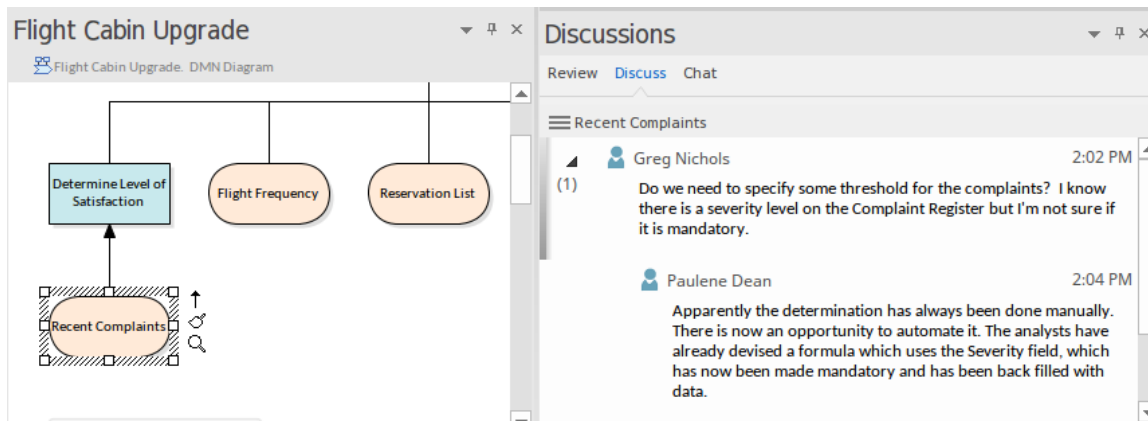 Flight Cabin Upgrade
Flight Cabin Upgrade. DMN Diagram
Determine Level of
Satisfaction
Flight Frequency
Reservation List
Recent Complaints
Discussions
Review Discuss Chat
Recent Complaints
Greg Nichols 2:02 PM
(1)
Do we need to specify some threshold for the complaints? I know
there is a severity level on the Complaint Register but I'm not sure if
it is mandatory.
Paulene Dean 2:04 PM
Apparently the determination has always been done manually.
There is now an opportunity to automate it. The analysts have
already devised a formula which uses the Severity field, which
has now been made mandatory and has been back filled with
data.